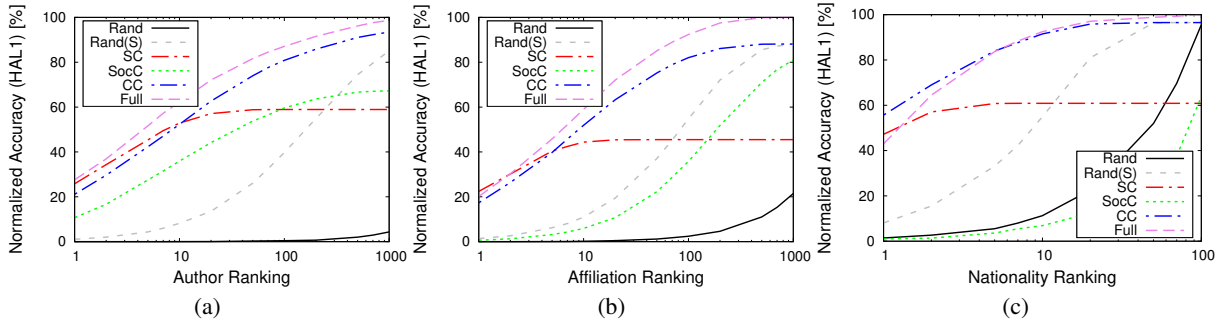 Normalized Accuracy (HAL1) [%]
100
80
60
40
20
0
Rand
Rand(S)
SC
SocC
CC
Full
1
10
100
1000
Author Ranking
(a)
Normalized Accuracy (HAL1) [%]
100
80
60
40
20
0
Rand
Rand(S)
SC
SocC
CC
Full
1
10
100
1000
Affiliation Ranking
(b)
Normalized Accuracy (HAL1) [%]
100
80
60
40
20
0
Rand
Rand(S)
SC
SocC
CC
Full
1
10
100
Nationality Ranking
(c)